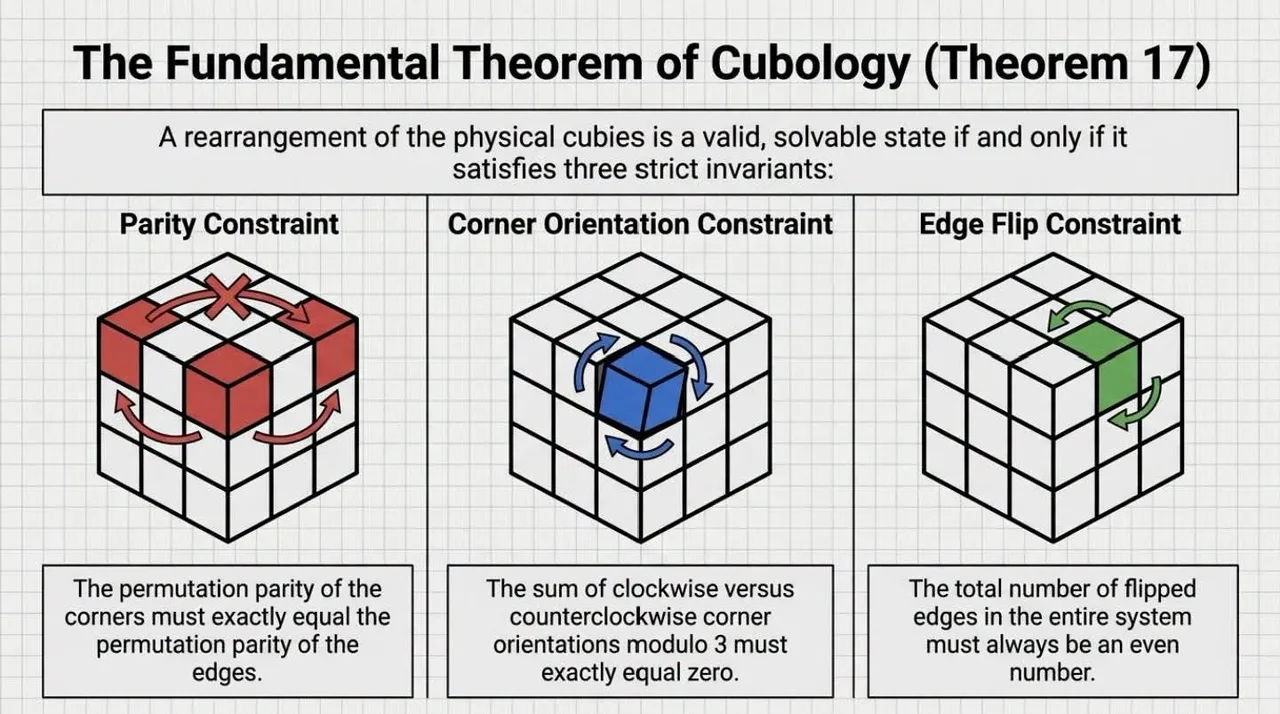 The Fundamental Theorem of Cubology (Theorem 17)
A rearrangement of the physical cubies is a valid, solvable state if and only if it
satisfies three strict invariants:
Parity Constraint
The permutation parity of the
corners must exactly equal the
permutation parity of the
edges.
Corner Orientation Constraint
The sum of clockwise versus
counterclockwise corner
orientations modulo 3 must
exactly equal zero.
Edge Flip Constraint
The total number of flipped
edges in the entire system
must always be an even
number.